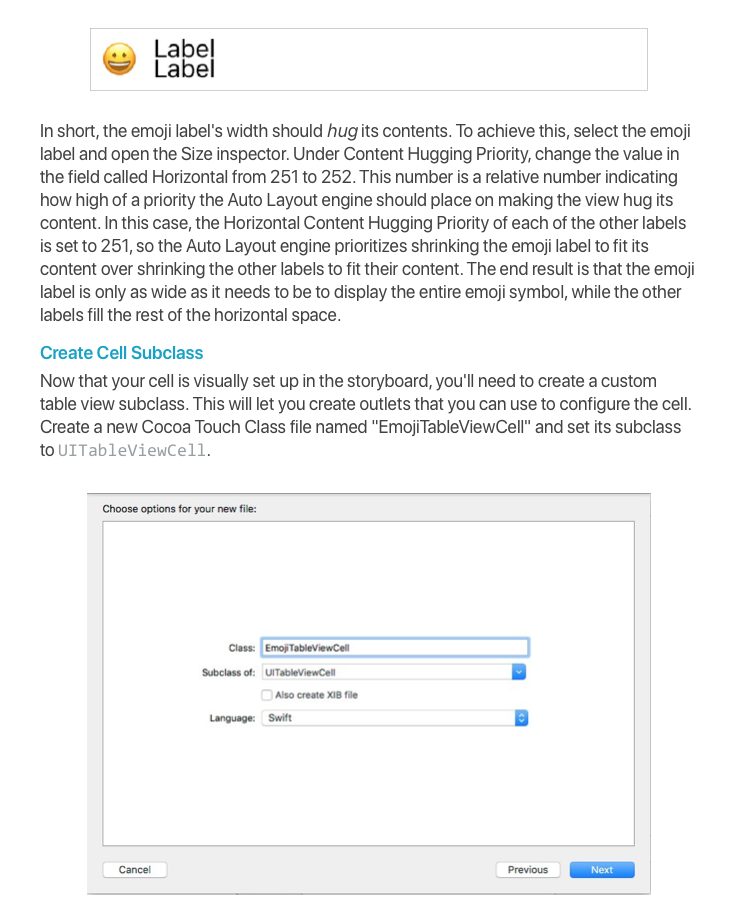 Label
Label
In short, the emoji label's width should hug its contents. To achieve this, select the emoji
label and open the Size inspector. Under Content Hugging Priority, change the value in
the field called Horizontal from 251 to 252. This number is a relative number indicating
how high of a priority the Auto Layout engine should place on making the view hug its
content. In this case, the Horizontal Content Hugging Priority of each of the other labels
is set to 251, so the Auto Layout engine prioritizes shrinking the emoji label to fit its
content over shrinking the other labels to fit their content. The end result is that the emoji
label is only as wide as it needs to be to display the entire emoji symbol, while the other
labels fill the rest of the horizontal space.
Create Cell Subclass
Now that your cell is visually set up in the storyboard, you'll need to create a custom
table view subclass. This will let you create outlets that you can use to configure the cell.
Create a new Cocoa Touch Class file named "EmojiTableViewCell" and set its subclass
to UITableViewCell.
Choose options for your new file:
Class: EmojiTableViewCell
Subclass of: UITableViewCell
Also create XIB file
Language: Swift
Cancel Previous Next